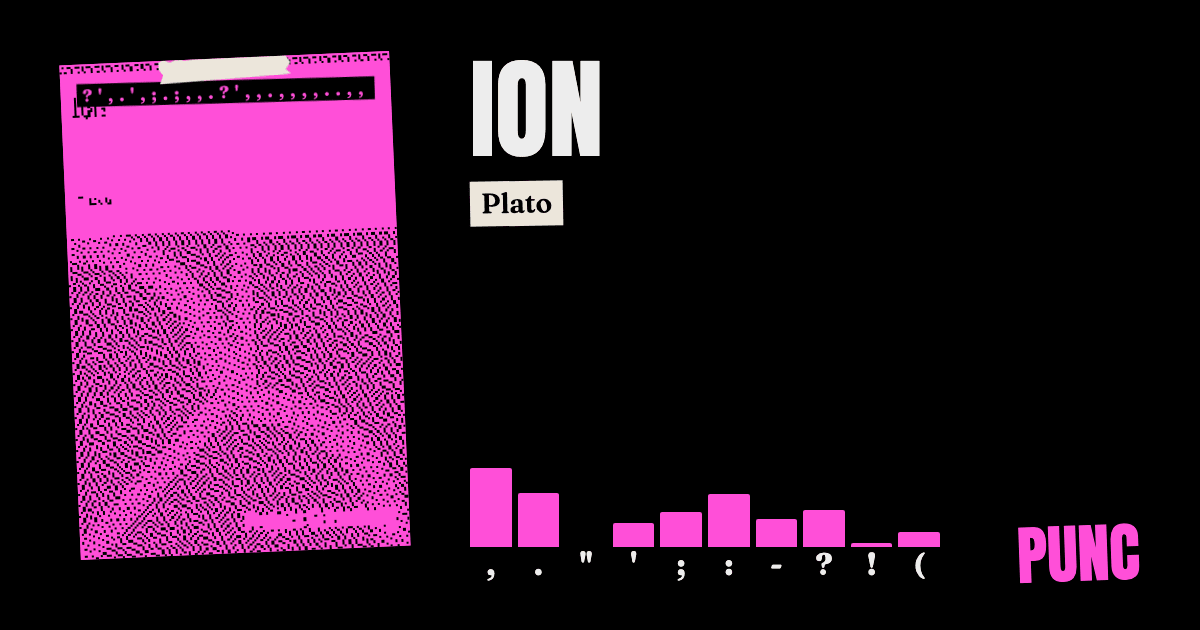 ?',.',;.;,,.?',,.,,,,..,,
ION
Plato
, . " ' ; : - ? ! (
PUNC